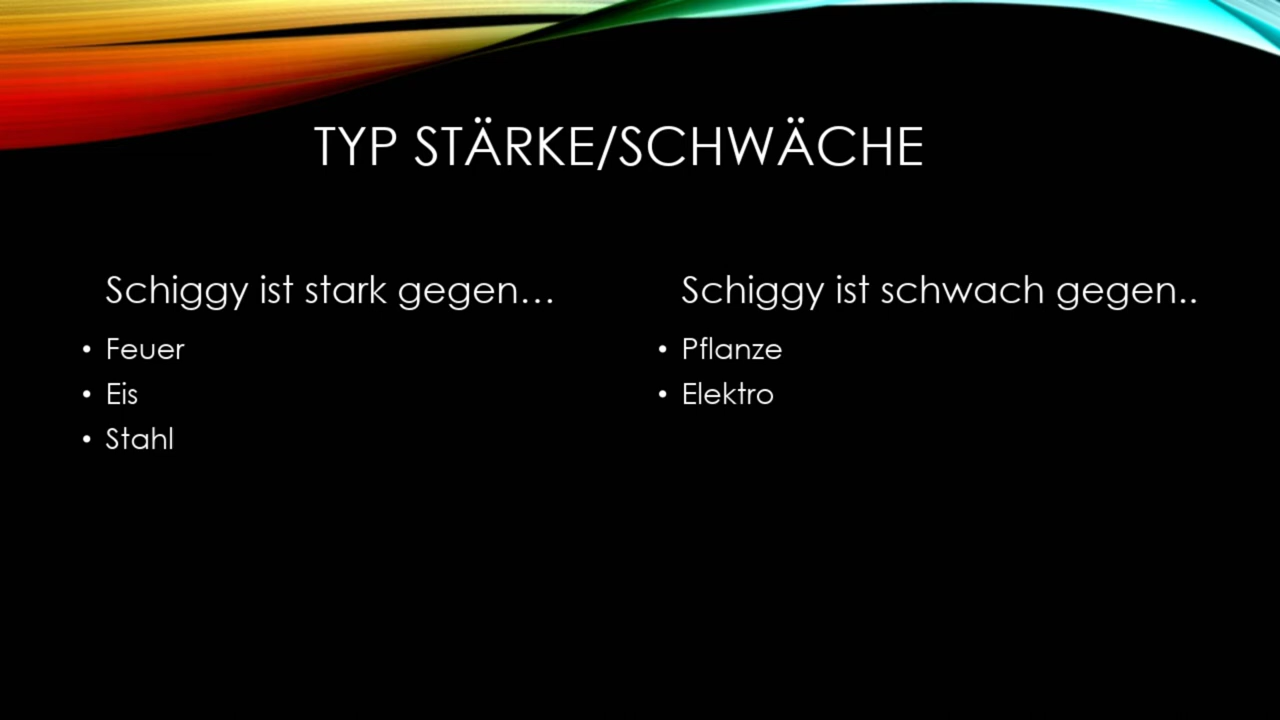 TYP STÄRKE/SCHWÄCHE
Schiggy ist stark gegen…
• Feuer
• Eis
• Stahl
Schiggy ist schwach gegen..
• Pflanze
• Elektro